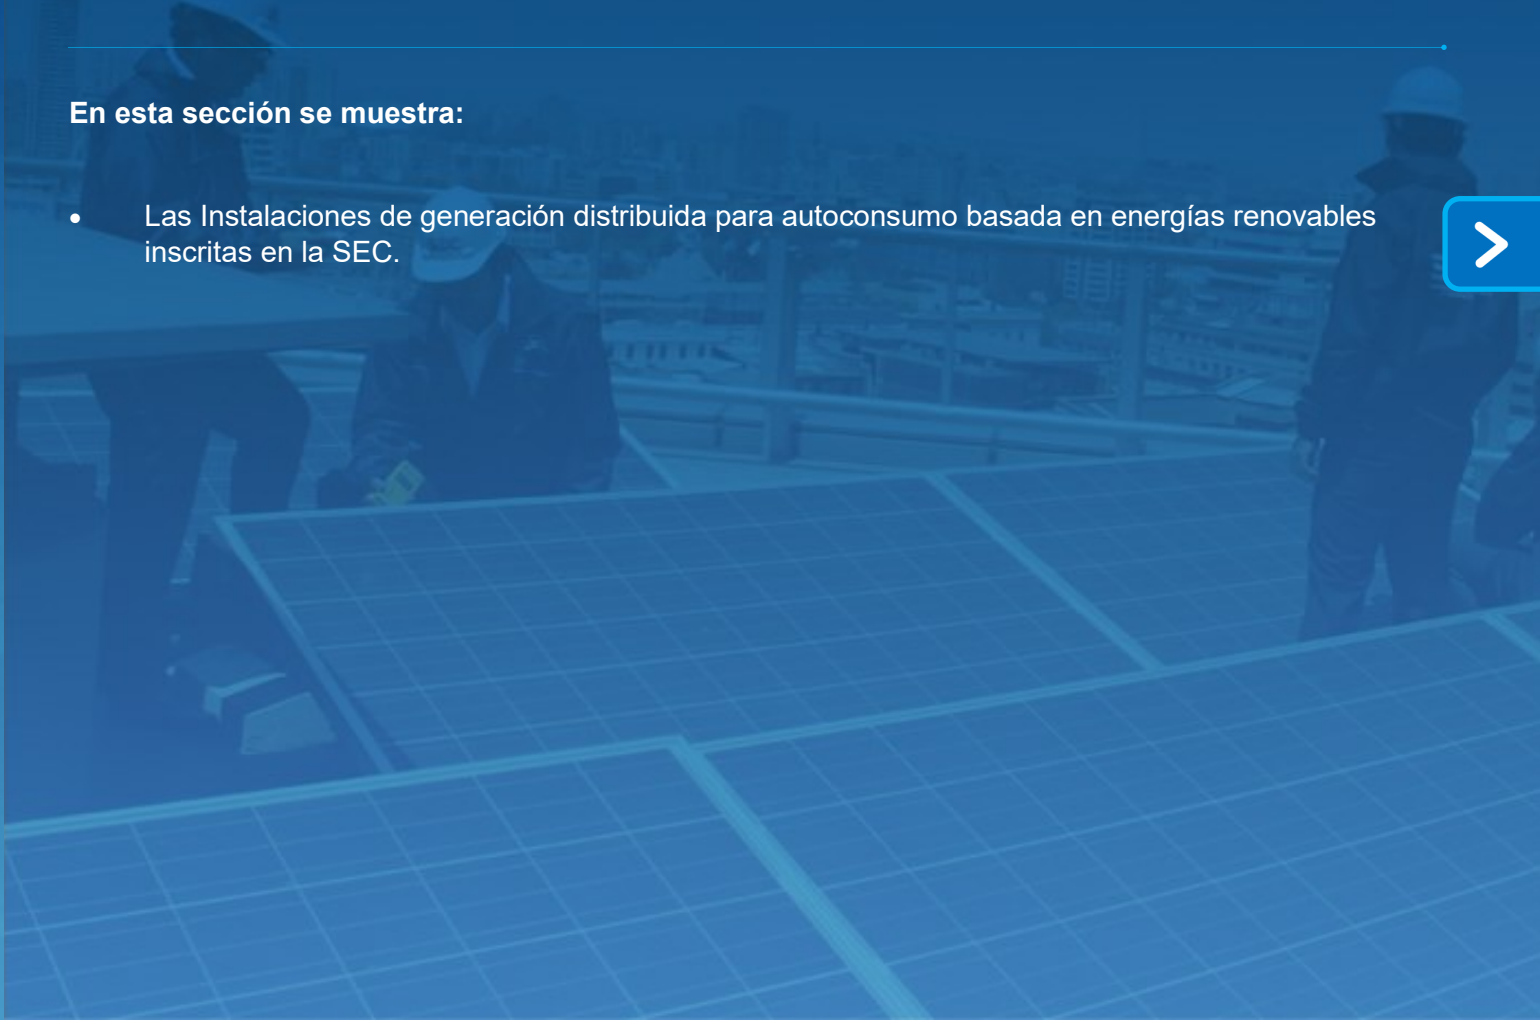 En esta sección se muestra:
• Las Instalaciones de generación distribuida para autoconsumo basada en energías renovables
inscritas en la SEC.